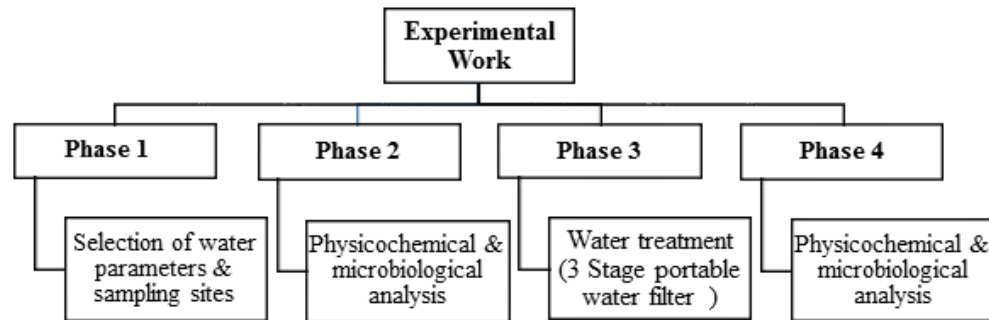 Experimental
Work
Phase 1
Phase 2
Phase 3
Phase 4
Selection of water
parameters &
sampling sites
Physicochemical &
microbiological
analysis
Water treatment
(3 Stage portable
water filter )
Physicochemical &
microbiological
analysis